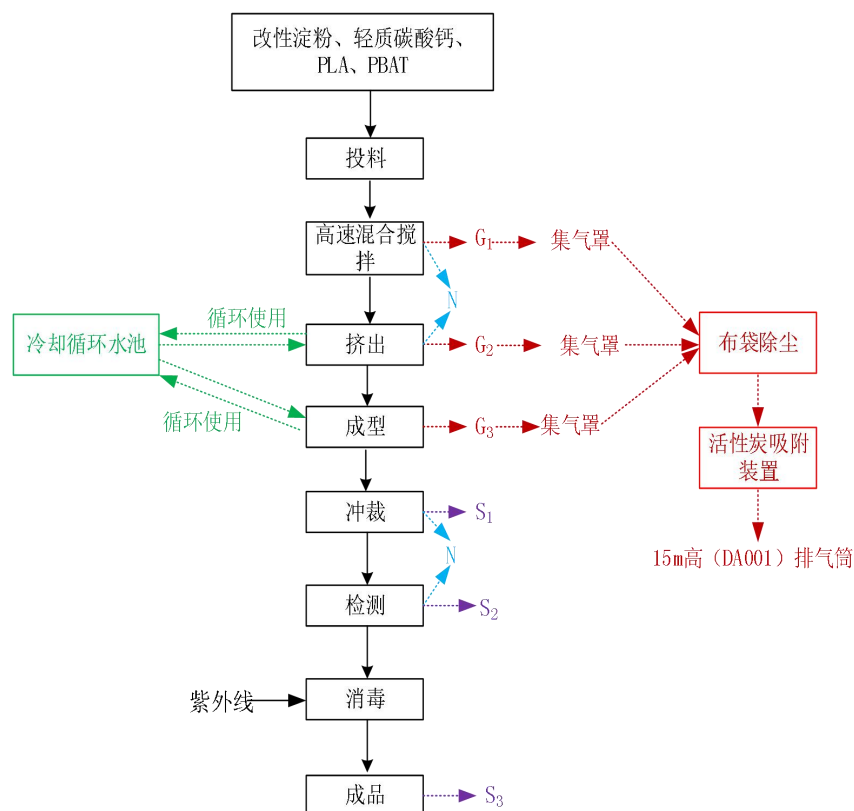 改性淀粉、轻质碳酸钙、
PLA、PBAT
投料
高速混合搅
拌
G₁
集气罩
N
循环使用
冷却循环水池
挤出
G₂
集气罩
布袋除尘
循环使用
成型
G₃
集气罩
活性炭吸附
装置
冲裁
S₁
N
15m高（DA001）排气筒
检测
S₂
紫外线
消毒
成品
S₃